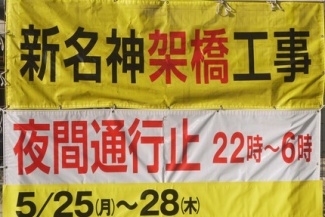 新名神架橋工事
夜間通行止 22時~6時
5/25(月)~28(木)